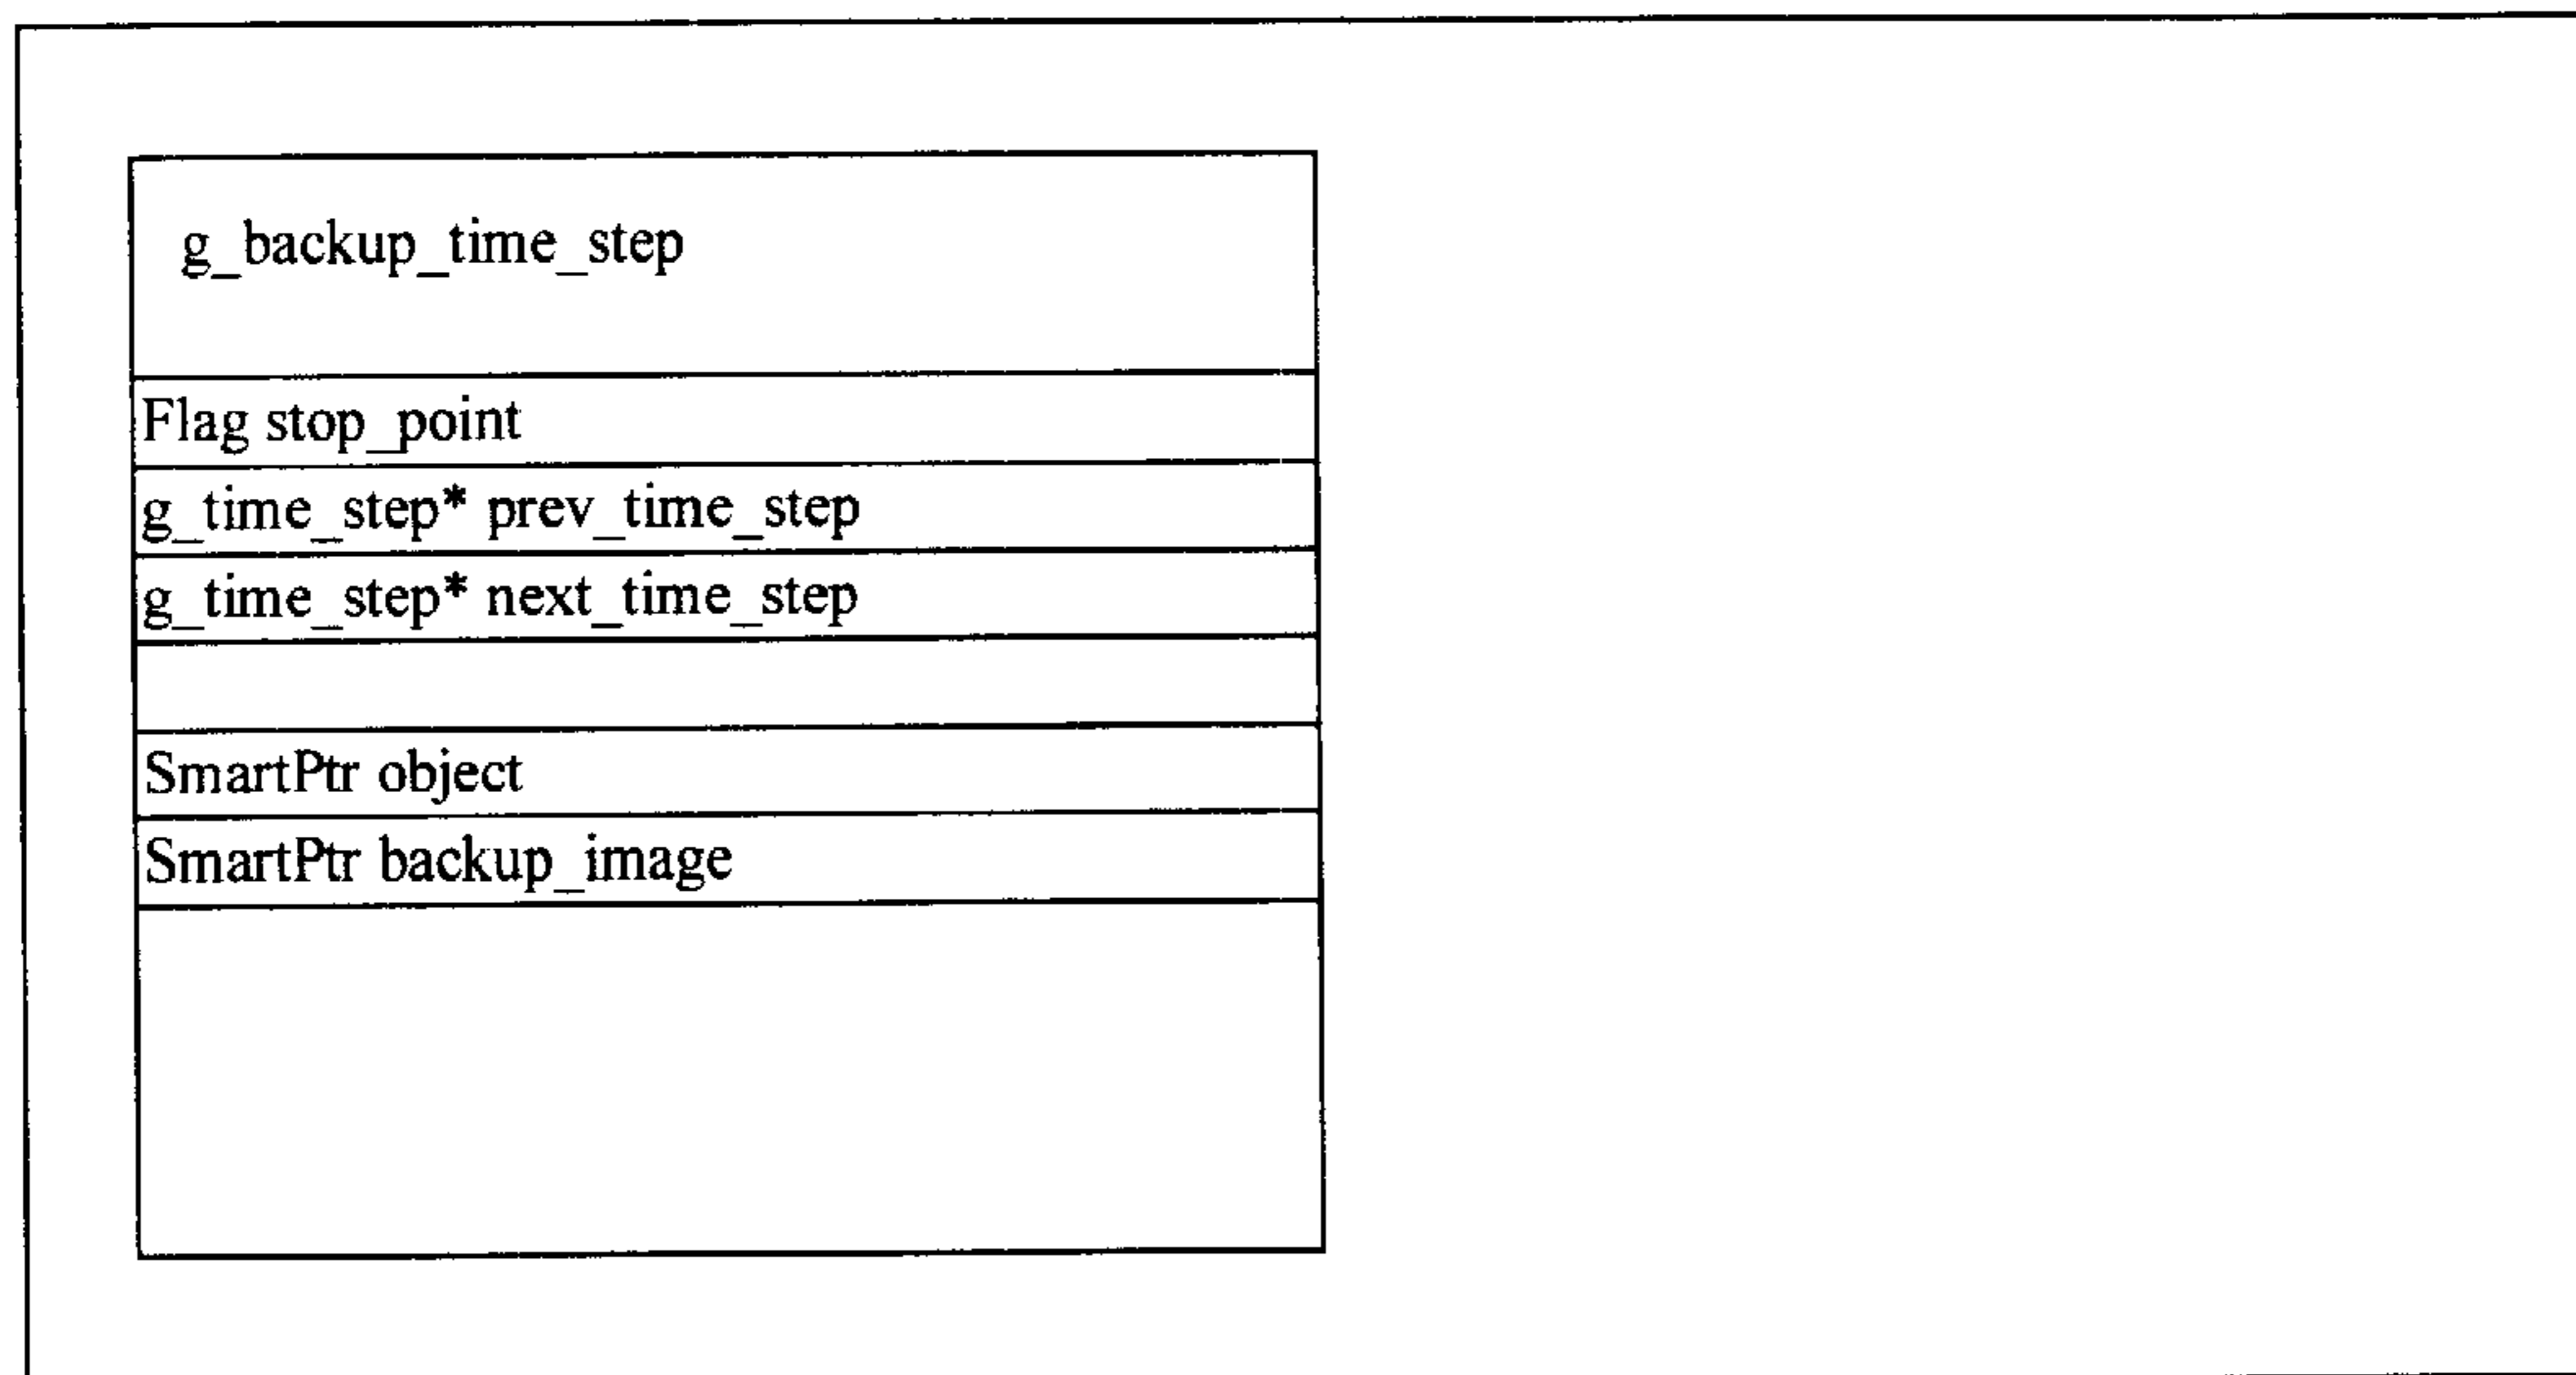 g_backup_time_step
Flag stop_point
g_time_step* prev_time_step
g_time_step* next_time_step
SmartPtr object
SmartPtr backup_image